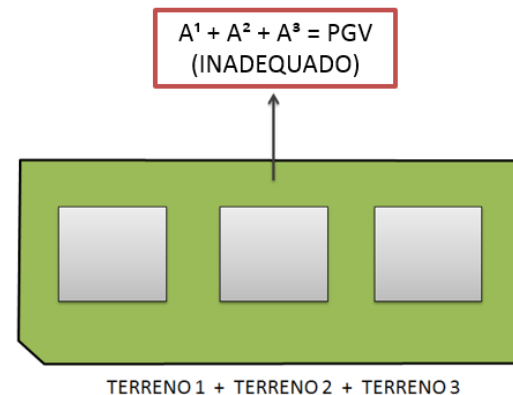 A¹ + A² + A³ = PGV
(INADEQUADO)
TERRENO 1 + TERRENO 2 + TERRENO 3